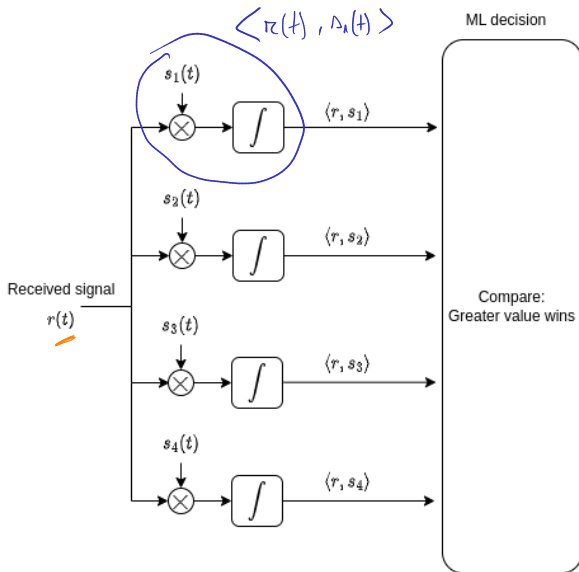 <r(t), s₁(t)>
ML decision
s₁(t)
∫
⟨r, s₁⟩
s₂(t)
∫
⟨r, s₂⟩
Received signal
r(t)
Compare:
Greater value wins
s₃(t)
∫
⟨r, s₃⟩
s₄(t)
∫
⟨r, s₄⟩